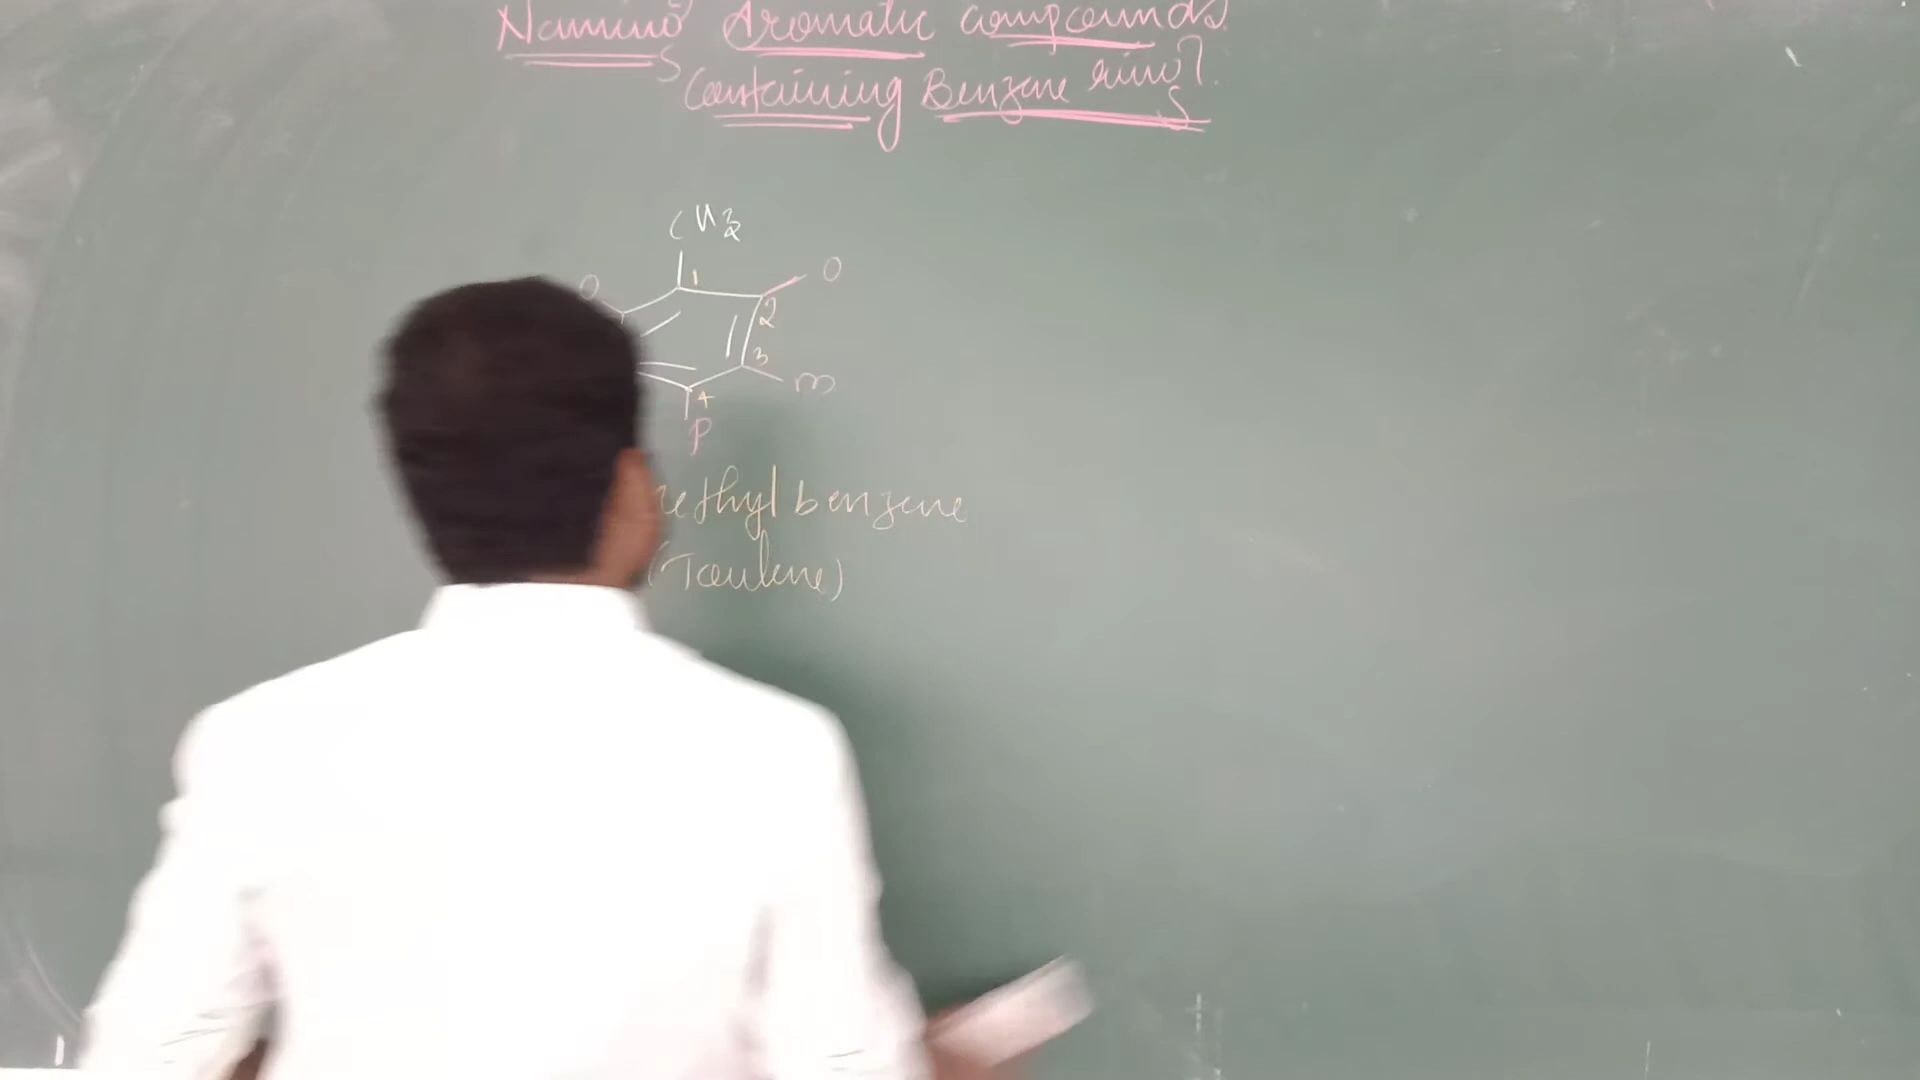 Naming Aromatic compounds
Containing Benzene ring
CH3
O 1 O
2
3
m
4
P
ethyl benzene
(Toulene)